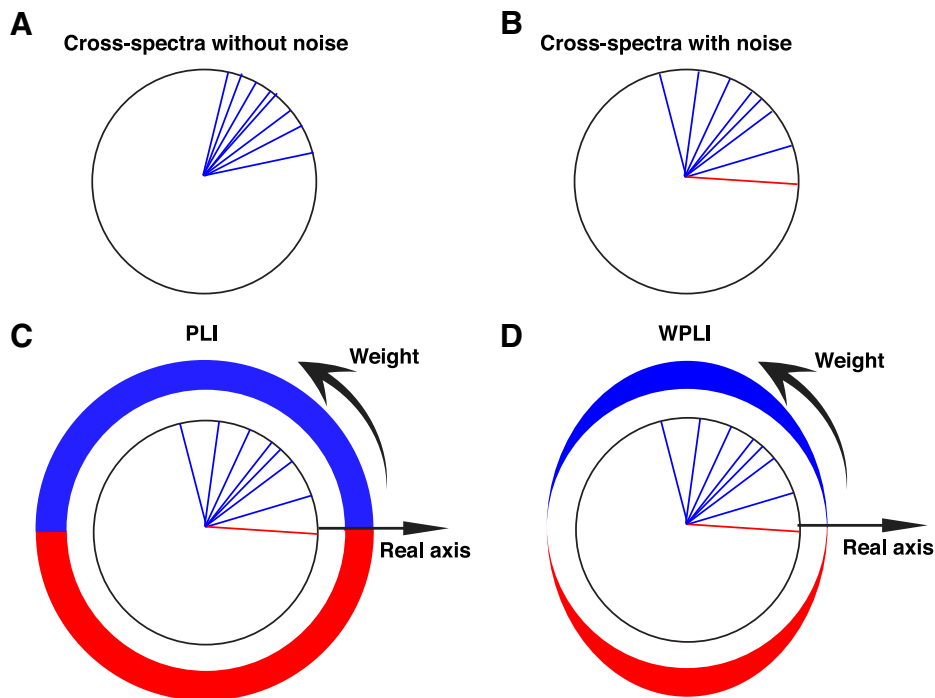 A
Cross-spectra without noise
B
Cross-spectra with noise
C
PLI
Weight
Real axis
D
WPLI
Weight
Real axis